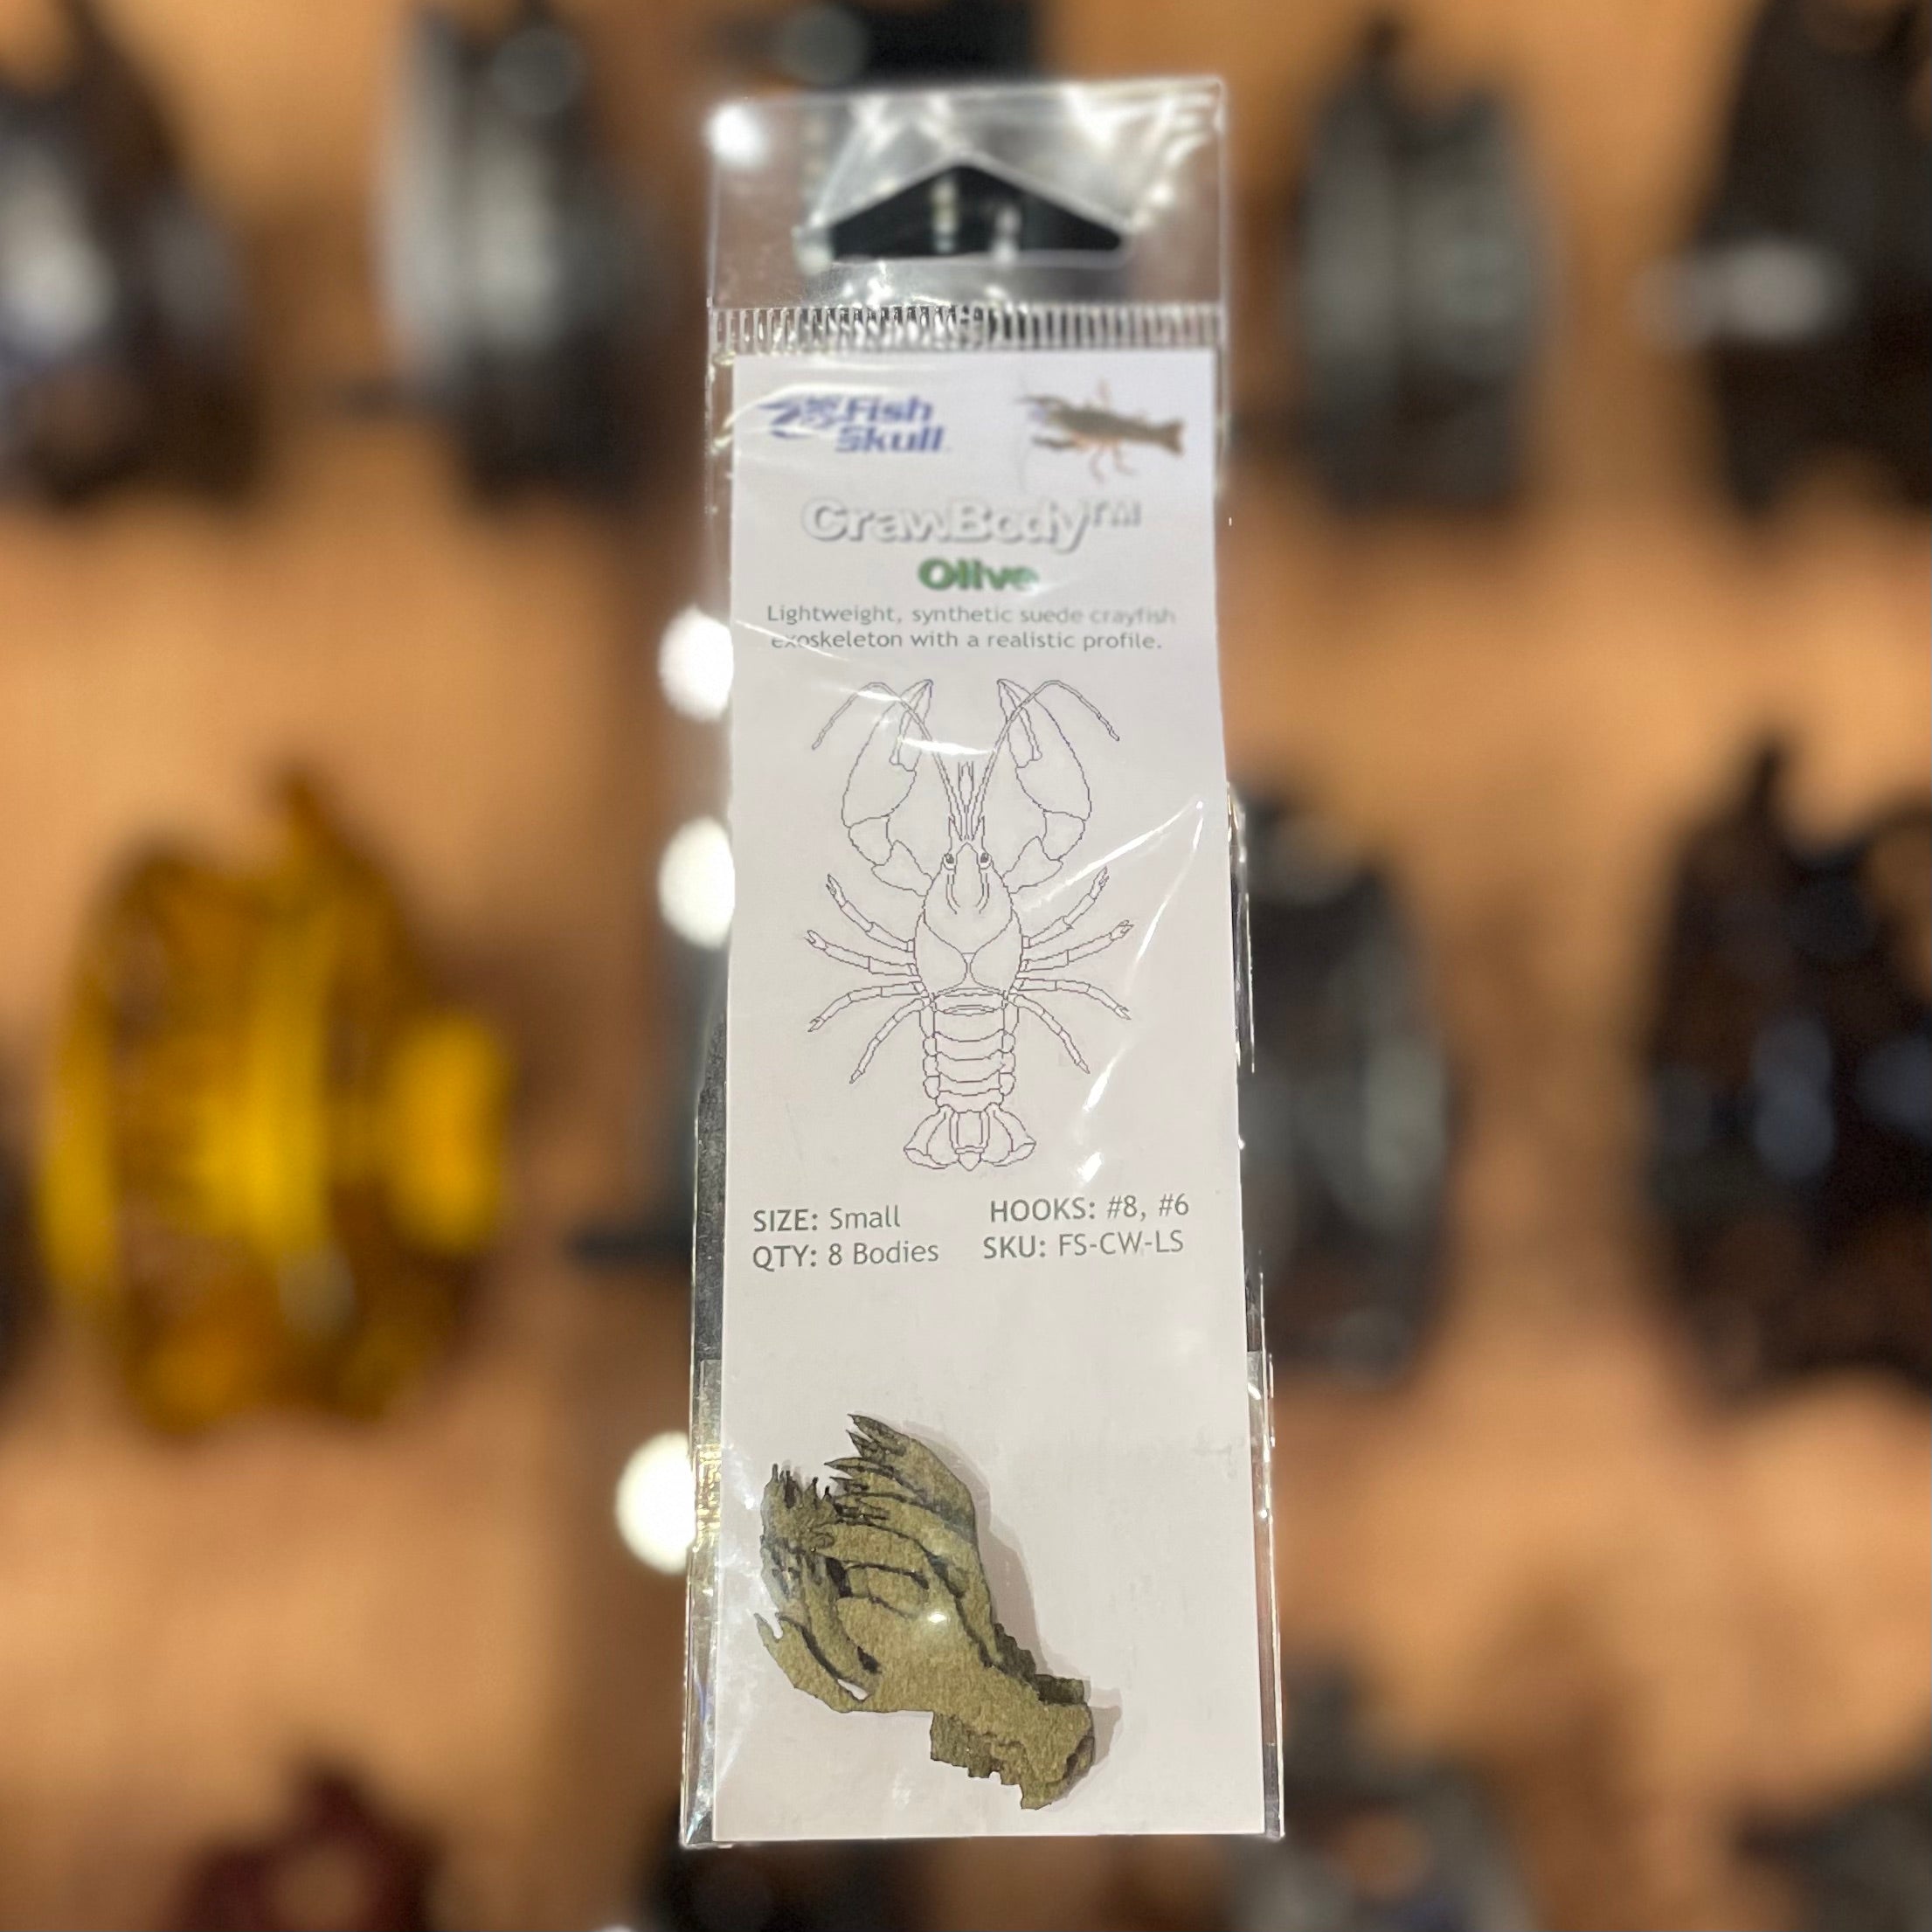 Fish
Skull
CrawBody™
Olive
Lightweight, synthetic suede crayfish
exoskeleton with a realistic profile.
SIZE: Small HOOKS: #8, #6
QTY: 8 Bodies SKU: FS-CW-LS